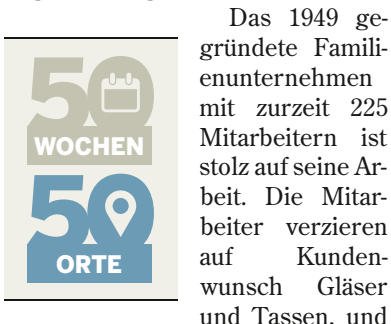 50
WOCHEN
50
ORTE
Das 1949 ge-
gründete Famili-
enunternehmen
mit zurzeit 225
Mitarbeitern ist
stolz auf seine Ar-
beit. Die Mitar-
beiter verzieren
auf Kunden-
wunsch Gläser
und Tassen, und